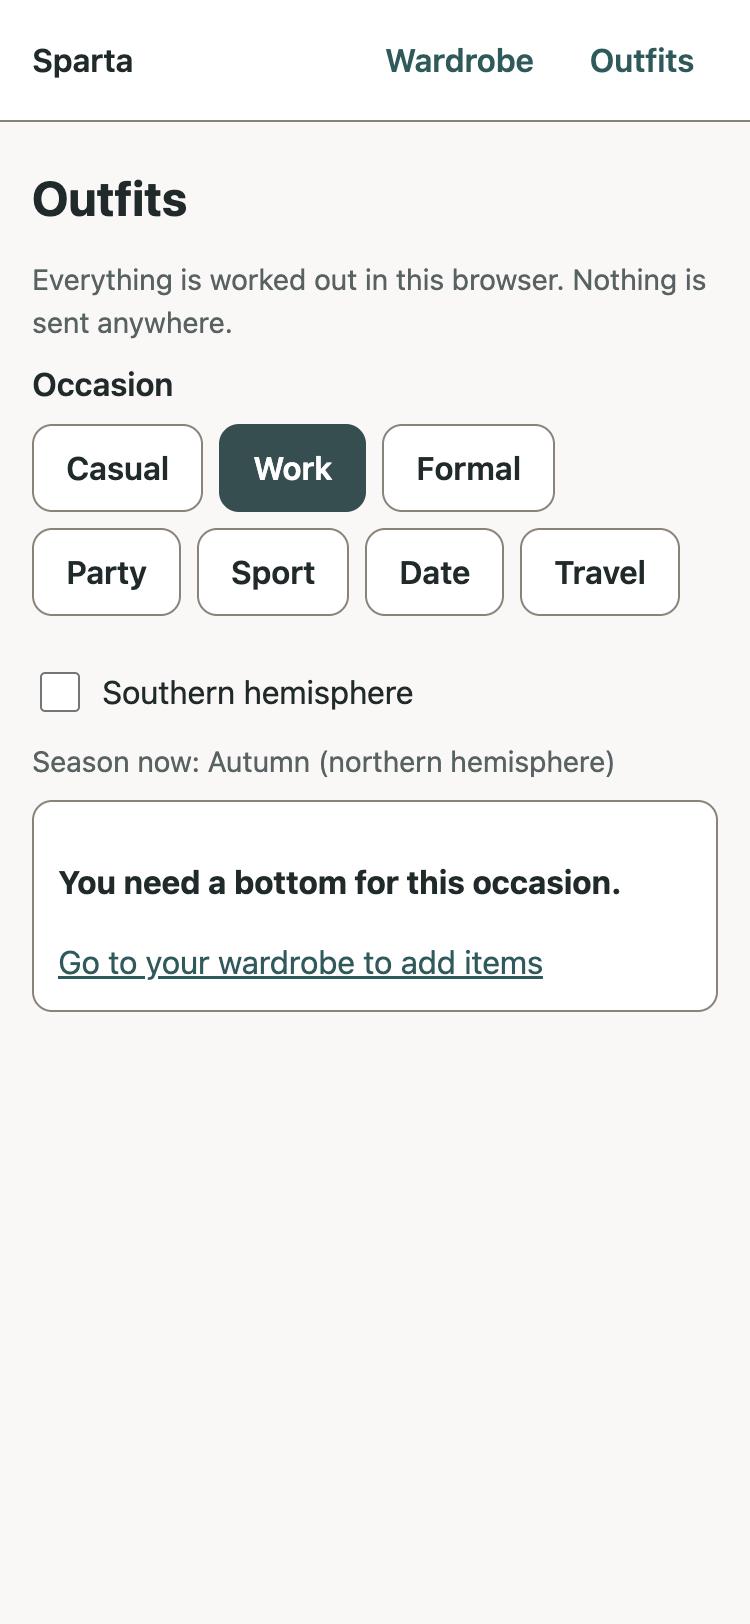 Sparta
Wardrobe
Outfits
Outfits
Everything is worked out in this browser. Nothing is
sent anywhere.
Occasion
Casual
Work
Formal
Party
Sport
Date
Travel
Southern hemisphere
Season now: Autumn (northern hemisphere)
You need a bottom for this occasion.
Go to your wardrobe to add items